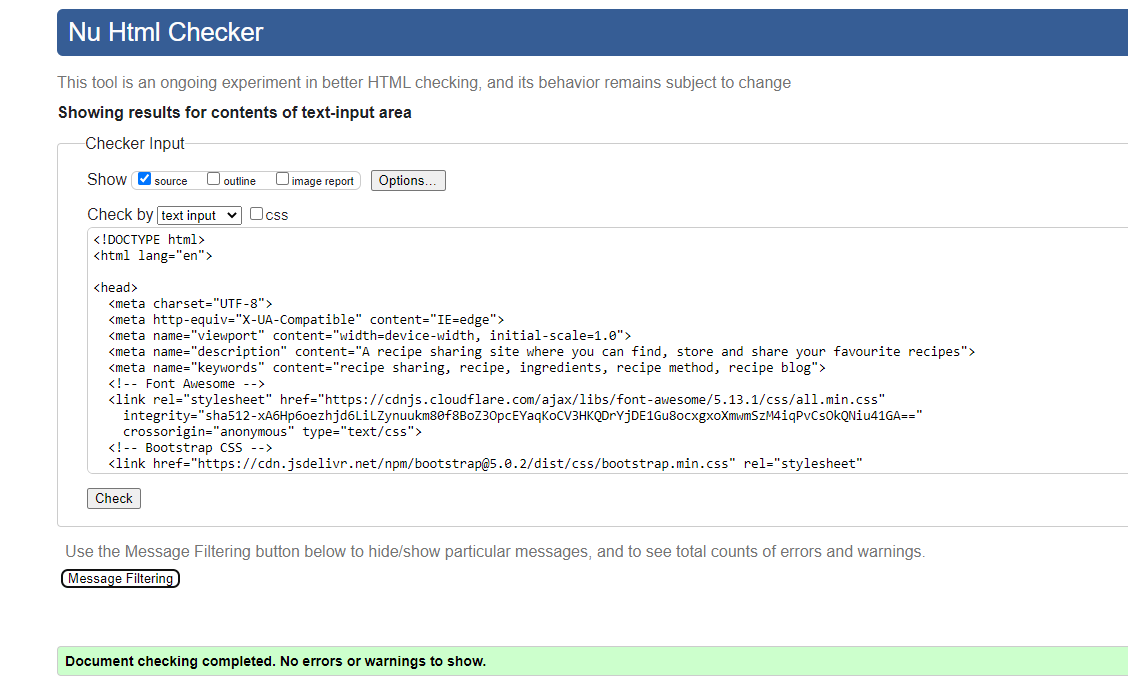 Nu Html Checker
This tool is an ongoing experiment in better HTML checking, and its behavior remains subject to change
Showing results for contents of text-input area
Checker Input
Show source outline image report Options...
Check by text input css
<!DOCTYPE html>
<html lang="en">
<head>
<meta charset="UTF-8">
<meta http-equiv="X-UA-Compatible" content="IE=edge">
<meta name="viewport" content="width=device-width, initial-scale=1.0">
<meta name="description" content="A recipe sharing site where you can find, store and share your favourite recipes">
<meta name="keywords" content="recipe sharing, recipe, ingredients, recipe method, recipe blog">
<!-- Font Awesome -->
<link rel="stylesheet" href="https://cdnjs.cloudflare.com/ajax/libs/font-awesome/5.13.1/css/all.min.css"
integrity="sha512-xA6Hp6oezhjd6LiLZynuukm80f8BoZ3OpcEYaqKoCV3HKQDrYjDE1Gu8ocxgxoXmwmSzM4iqPvCsOkQNiu41GA=="
crossorigin="anonymous" type="text/css">
<!-- Bootstrap CSS -->
<link href="https://cdn.jsdelivr.net/npm/bootstrap@5.0.2/dist/css/bootstrap.min.css" rel="stylesheet"
Check
Use the Message Filtering button below to hide/show particular messages, and to see total counts of errors and warnings.
Message Filtering
Document checking completed. No errors or warnings to show.